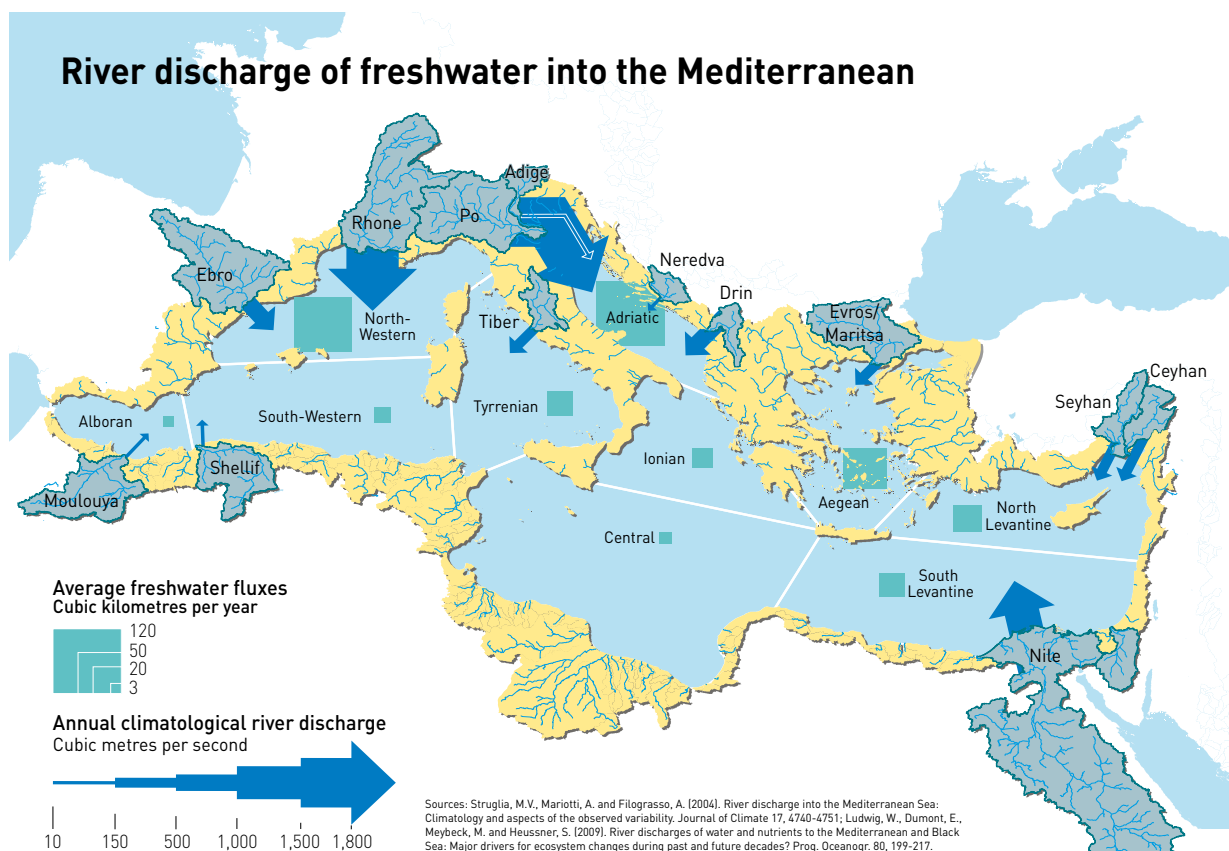 River discharge of freshwater into the Mediterranean
Adige
Rhone
Po
Ebro
Neredva
Drin
North-
Western
Tiber
Adriatic
Evros/
Maritsa
Ceyhan
Seyhan
Alboran
South-Western
Tyrrenian
Ionian
Shellif
Moulouya
Aegean
North
Levantine
Central
South
Levantine
Nile
Average freshwater fluxes
Cubic kilometres per year
120
50
20
3
Annual climatological river discharge
Cubic metres per second
10
150
500
1,000
1,500
1,800
Sources: Struglia, M.V., Mariotti, A. and Filograsso, A. (2004). River discharge into the Mediterranean Sea:
Climatology and aspects of the observed variability. Journal of Climate 17, 4740-4751; Ludwig, W., Dumont, E.,
Meybeck, M. and Heussner, S. (2009). River discharges of water and nutrients to the Mediterranean and Black
Sea: Major drivers for ecosystem changes during past and future decades? Prog. Oceanogr. 80, 199-217.